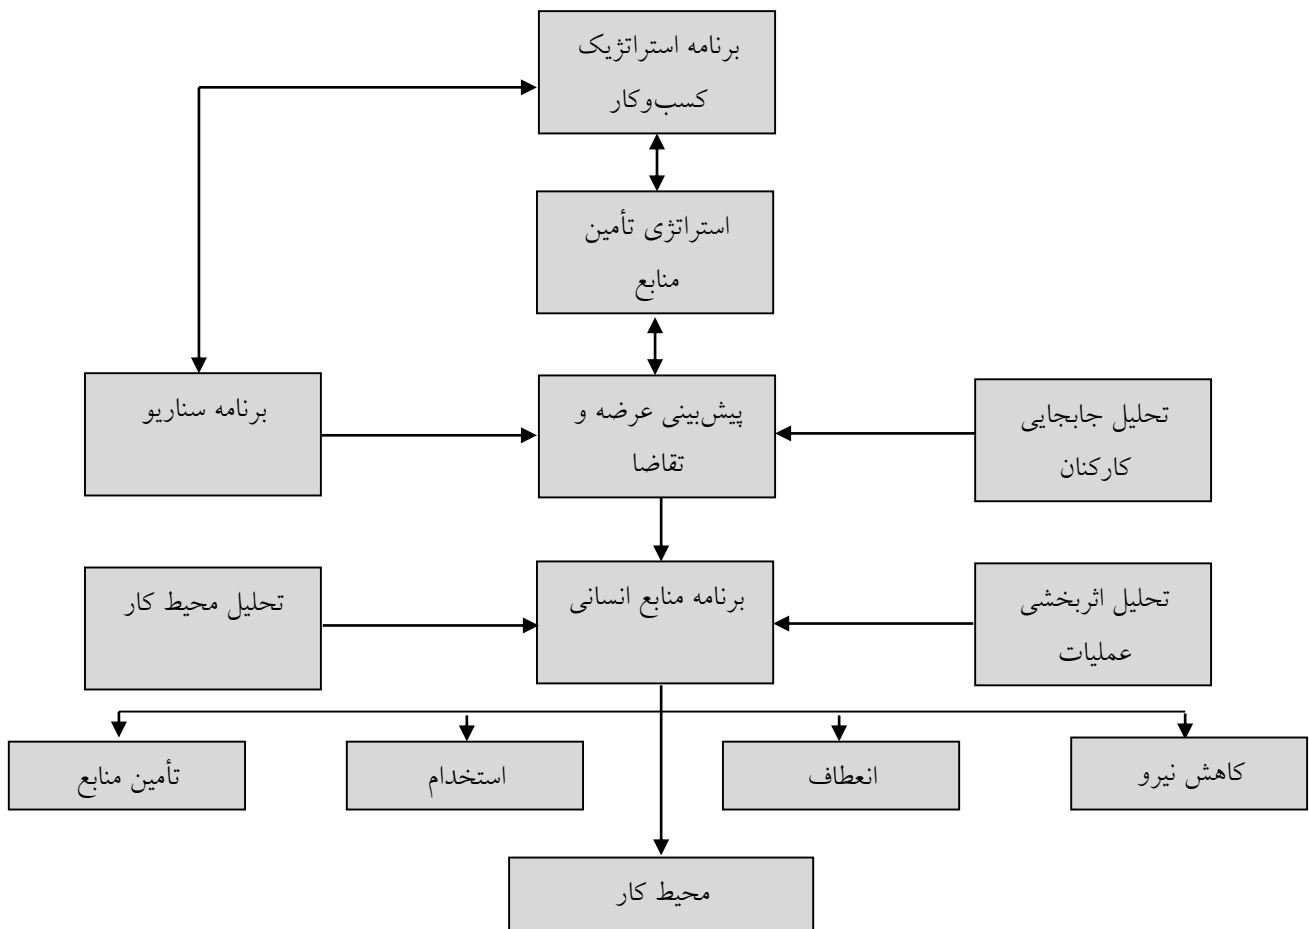 برنامه استراتژیک
کسب‌وکار
استراتژی تأمین
منابع
برنامه سناریو
پیش‌بینی عرضه و
تقاضا
تحلیل جابجایی
کارکنان
تحلیل محیط کار
برنامه منابع انسانی
تحلیل اثربخشی
عملیات
تأمین منابع
استخدام
انعطاف
کاهش نیرو
محیط کار